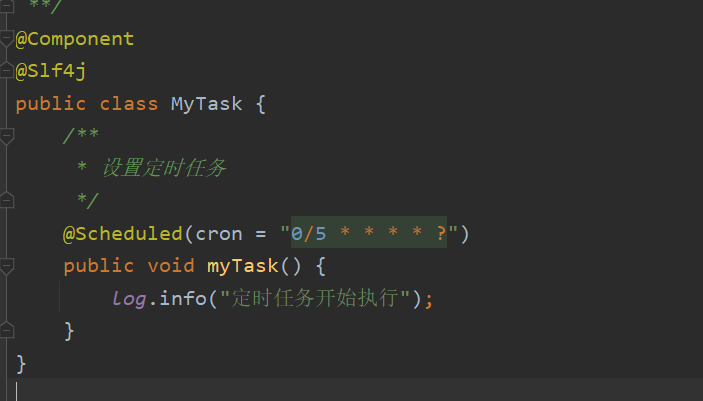 **/
@Component
@Slf4j
public class MyTask {
/**
* 设置定时任务
*/
@Scheduled(cron = "0/5 * * * * ?")
public void myTask() {
log.info("定时任务开始执行");
}
}